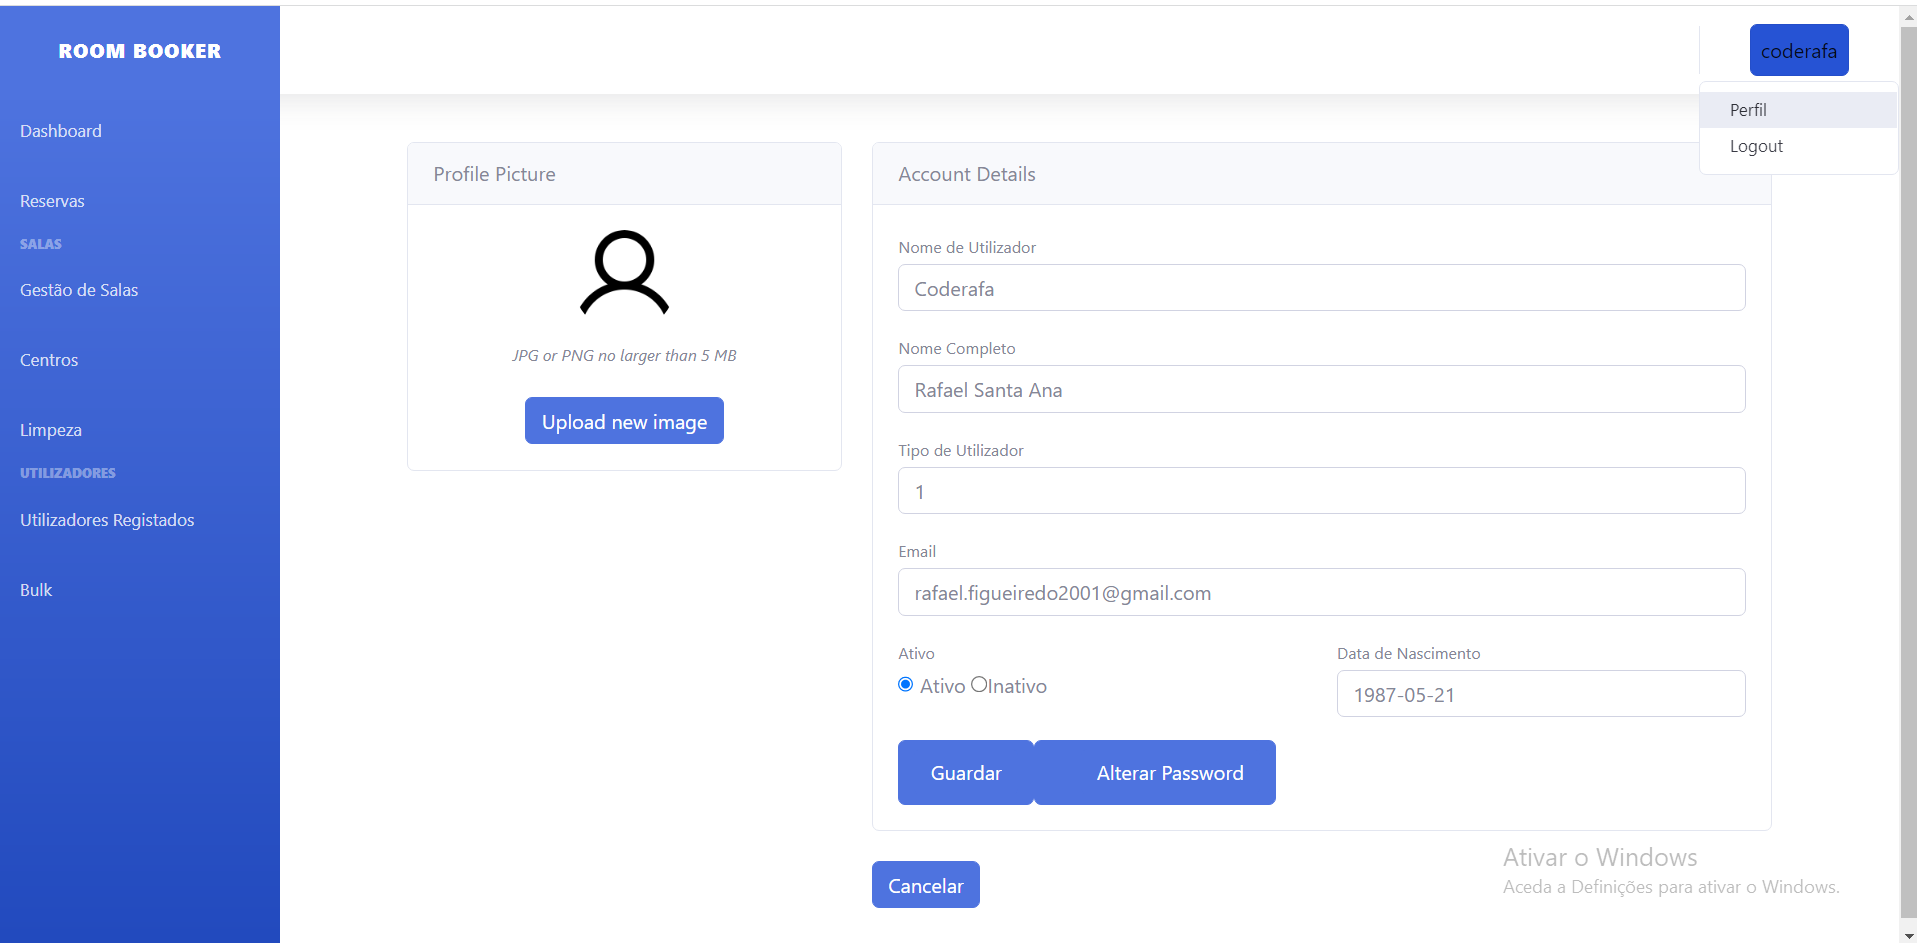 ROOM BOOKER
Dashboard
Reservas
SALAS
Gestão de Salas
Centros
Limpeza
UTILIZADORES
Utilizadores Registados
Bulk
coderafa
Perfil
Logout
Profile Picture
JPG or PNG no larger than 5 MB
Upload new image
Account Details
Nome de Utilizador
Coderafa
Nome Completo
Rafael Santa Ana
Tipo de Utilizador
1
Email
rafael.figueiredo2001@gmail.com
Ativo
Ativo Inativo
Data de Nascimento
1987-05-21
Guardar
Alterar Password
Cancelar
Ativar o Windows
Aceda a Definições para ativar o Windows.